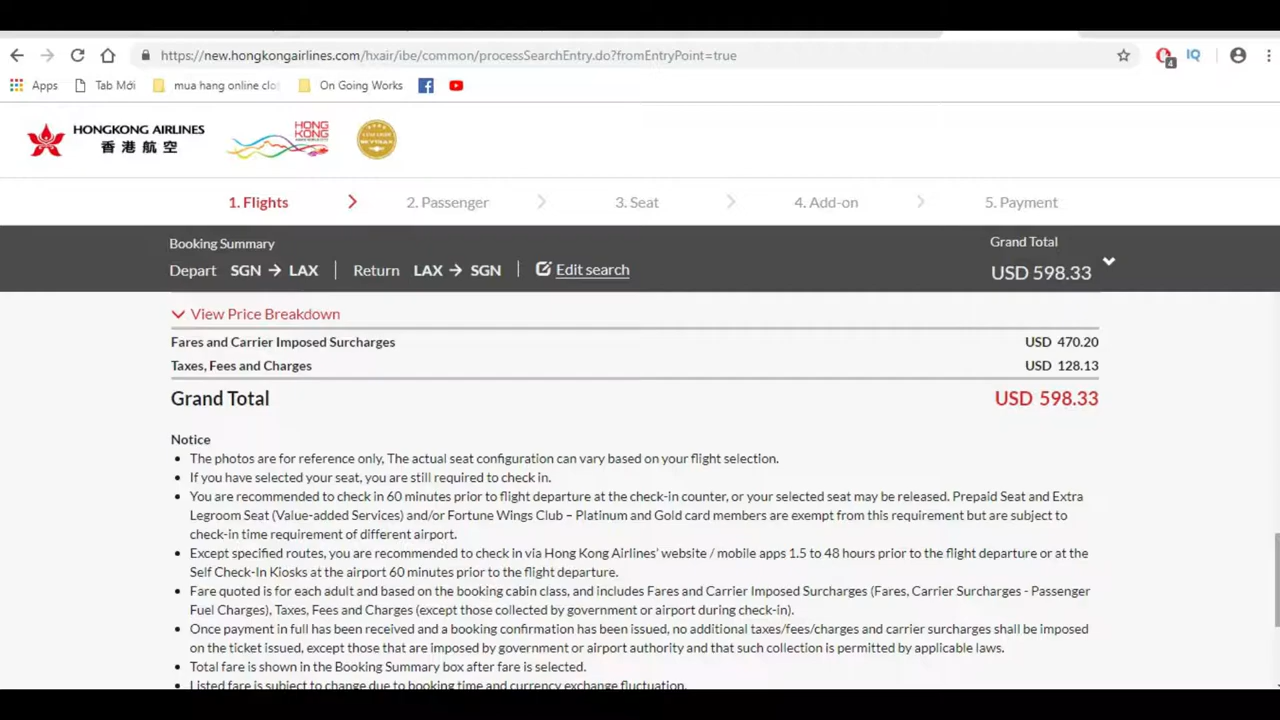 https://new.hongkongairlines.com/hxair/ibe/common/processSearchEntry.do?fromEntryPoint=true
4
IQ
Apps
Tab Mới
mua hang online clo
On Going Works
HONGKONG AIRLINES
香港航空
HONG
KONG
1. Flights
2. Passenger
3. Seat
4. Add-on
5. Payment
Booking Summary
Grand Total
Depart SGN → LAX | Return LAX → SGN | Edit search
USD 598.33
View Price Breakdown
Fares and Carrier Imposed Surcharges USD 470.20
Taxes, Fees and Charges USD 128.13
Grand Total USD 598.33
Notice
• The photos are for reference only, The actual seat configuration can vary based on your flight selection.
• If you have selected your seat, you are still required to check in.
• You are recommended to check in 60 minutes prior to flight departure at the check-in counter, or your selected seat may be released. Prepaid Seat and Extra
Legroom Seat (Value-added Services) and/or Fortune Wings Club – Platinum and Gold card members are exempt from this requirement but are subject to
check-in time requirement of different airport.
• Except specified routes, you are recommended to check in via Hong Kong Airlines' website / mobile apps 1.5 to 48 hours prior to the flight departure or at the
Self Check-In Kiosks at the airport 60 minutes prior to the flight departure.
• Fare quoted is for each adult and based on the booking cabin class, and includes Fares and Carrier Imposed Surcharges (Fares, Carrier Surcharges - Passenger
Fuel Charges), Taxes, Fees and Charges (except those collected by government or airport during check-in).
• Once payment in full has been received and a booking confirmation has been issued, no additional taxes/fees/charges and carrier surcharges shall be imposed
on the ticket issued, except those that are imposed by government or airport authority and that such collection is permitted by applicable laws.
• Total fare is shown in the Booking Summary box after fare is selected.
• Listed fare is subject to change due to booking time and currency exchange fluctuation.